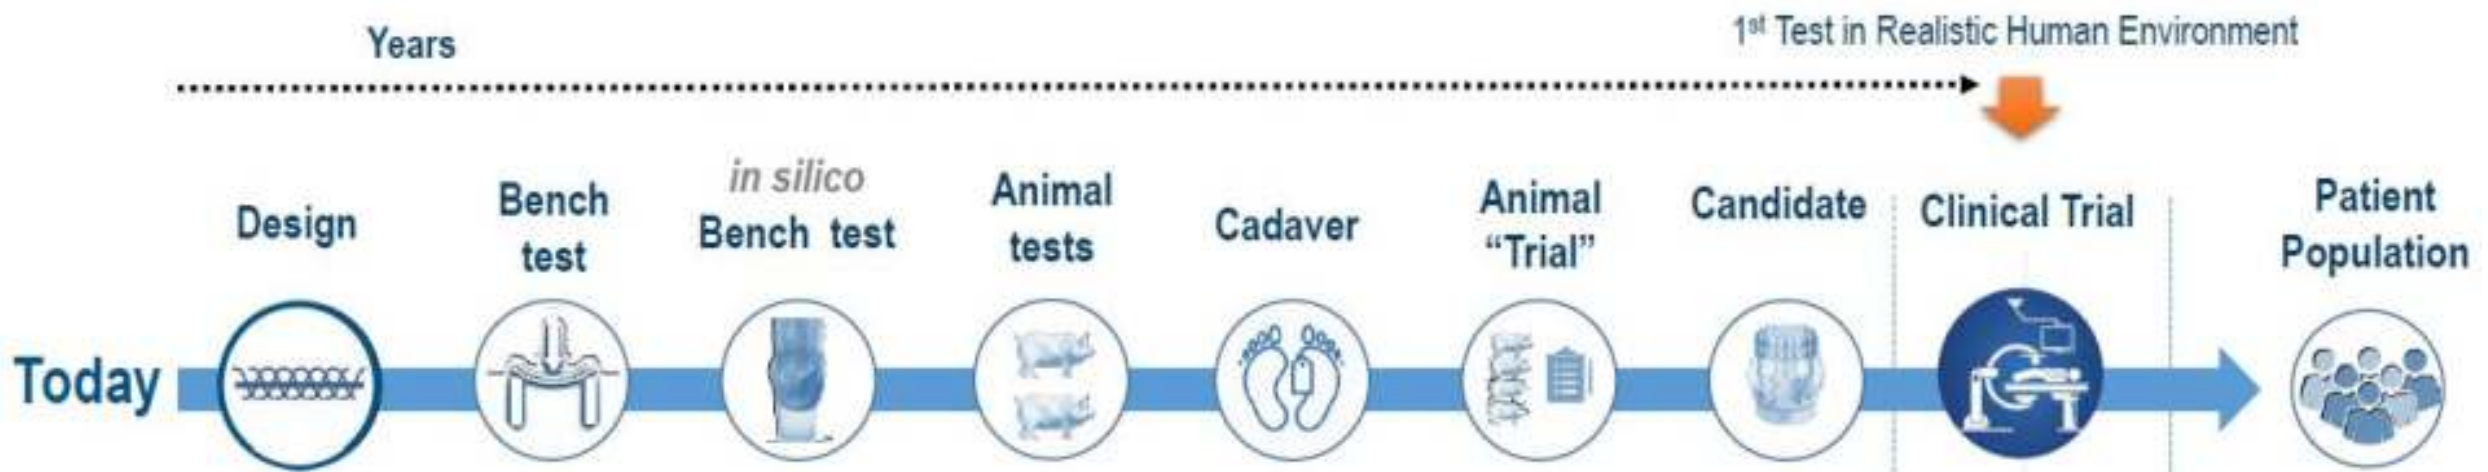 Years
1st Test in Realistic Human Environment
Design
Bench
test
in silico
Bench test
Animal
tests
Cadaver
Animal
“Trial”
Candidate
Clinical Trial
Patient
Population
Today